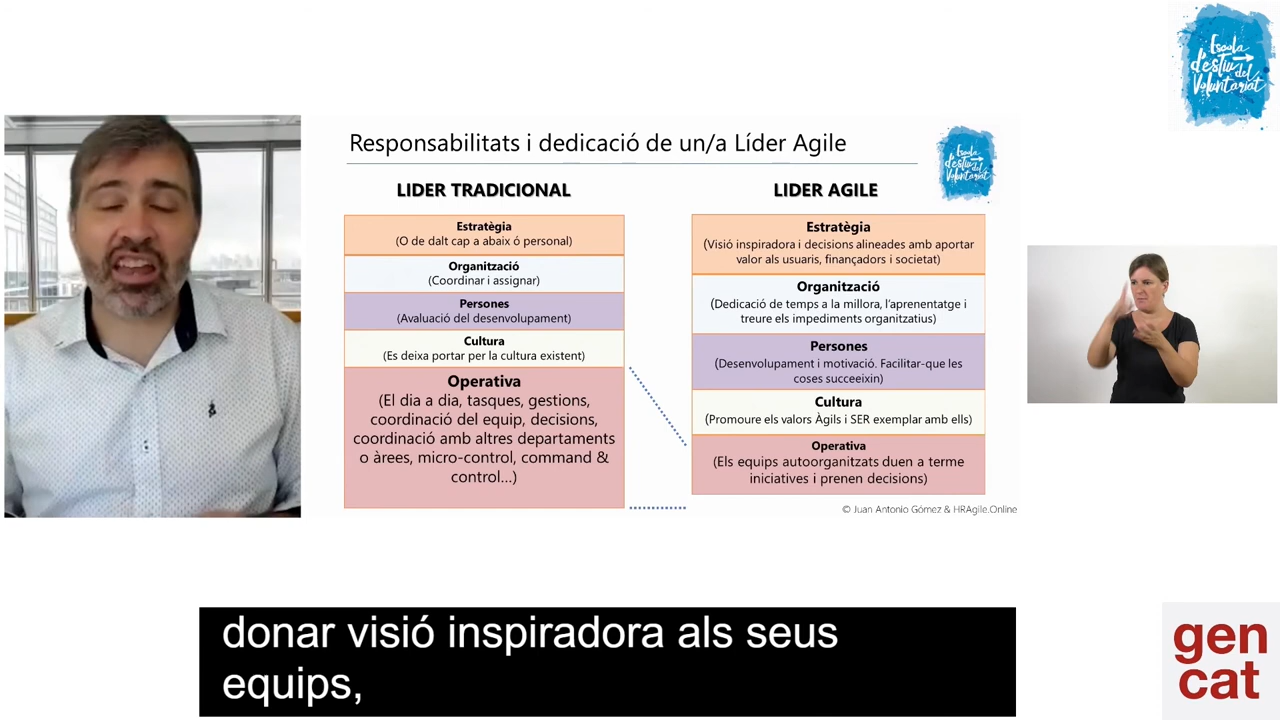 Escola
d'estiu
del
Voluntariat
Responsabilitats i dedicació de un/a Líder Agile
Escola
d'estiu
del
Voluntariat
LIDER TRADICIONAL
Estratègia
(O de dalt cap a abaix ó personal)
Organització
(Coordinar i assignar)
Persones
(Avaluació del desenvolupament)
Cultura
(Es deixa portar per la cultura existent)
Operativa
(El dia a dia, tasques, gestions,
coordinació del equip, decisions,
coordinació amb altres departaments
o àrees, micro-control, command &
control...)
LIDER AGILE
Estratègia
(Visió inspiradora i decisions alineades amb aportar
valor als usuaris, finançadors i societat)
Organització
(Dedicació de temps a la millora, l'aprenentatge i
treure els impediments organitzatius)
Persones
(Desenvolupament i motivació. Facilitar-que les
coses succeeixin)
Cultura
(Promoure els valors Àgils i SER exemplar amb ells)
Operativa
(Els equips autoorganitzats duen a terme
iniciatives i prenen decisions)
© Juan Antonio Gómez & HRAgile.Online
donar visió inspiradora als seus
equips,
gen
cat